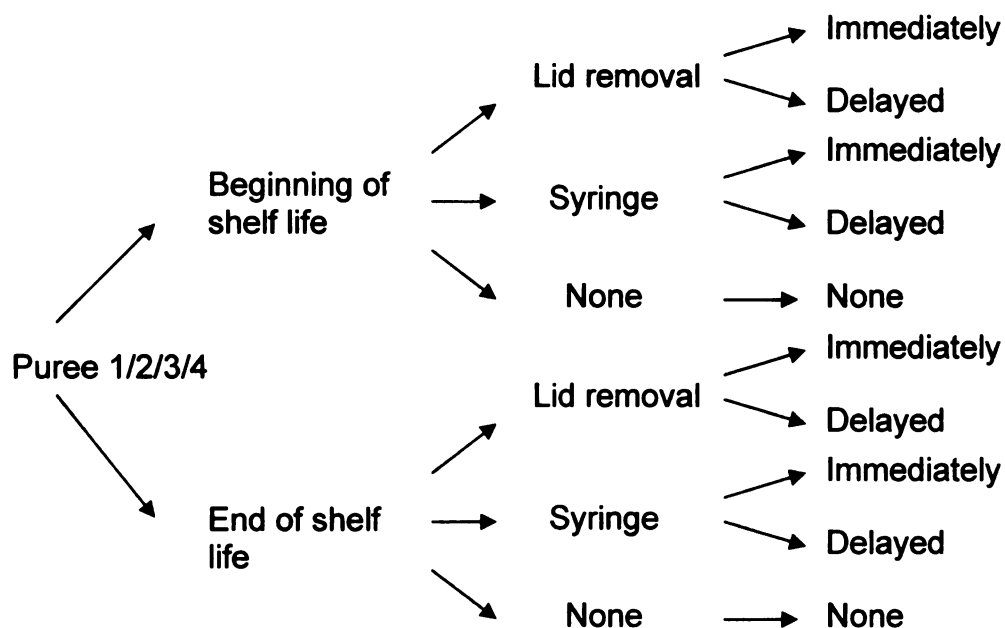 Immediately
Lid removal
Delayed
Immediately
Beginning of
shelf life
Syringe
Delayed
None
None
Immediately
Puree 1/2/3/4
Lid removal
Delayed
Immediately
End of shelf
life
Syringe
Delayed
None
None